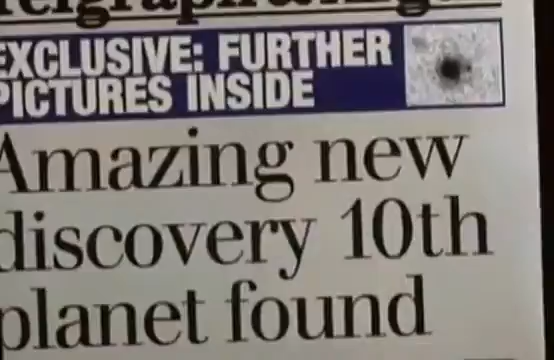 EXCLUSIVE: FURTHER
PICTURES INSIDE
Amazing new
discovery 10th
planet found